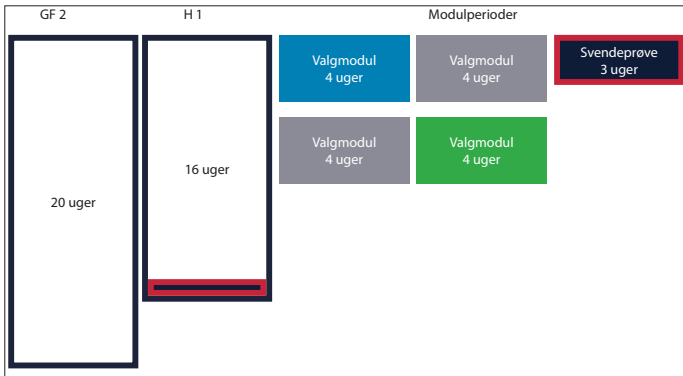 GF 2
H 1
Modulperioder
20 uger
16 uger
Valgmodul
4 uger
Valgmodul
4 uger
Svendeprøve
3 uger
Valgmodul
4 uger
Valgmodul
4 uger